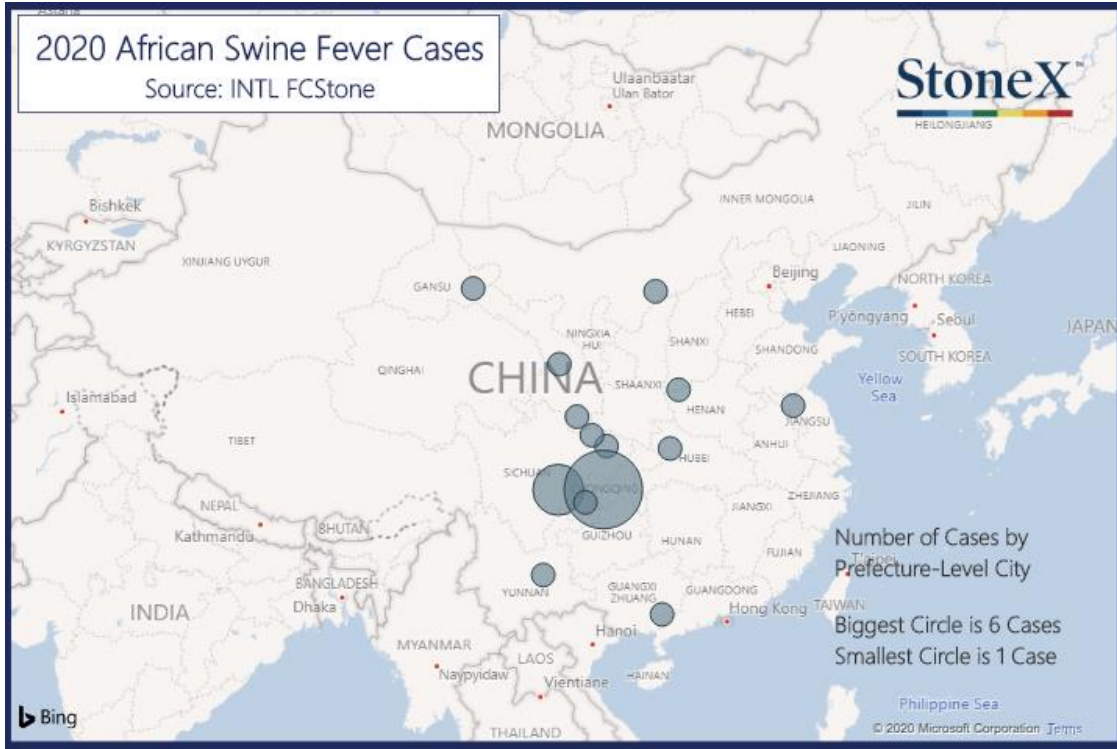 Astana
2020 African Swine Fever Cases
Source: INTL FCStone
StoneX™
HEILONGJIANG
Ulaanbaatar
Ulan Bator
MONGOLIA
INNER MONGOLIA
JILIN
Bishkek
KYRGYZSTAN
LIAONING
XINJIANG UYGUR
Beijing
NORTH KOREA
GANSU
HEBEI
P'yŏngyang
Seoul
JAPAN
NINGXIA
HUI
SHANXI
SHANDONG
SOUTH KOREA
QINGHAI
CHINA
SHAANXI
Yellow
Sea
Islamabad
HENAN
JIANGSU
TIBET
ANHUI
HUBEI
SICHUAN
CHONGQING
ZHEJIANG
NEPAL
JIANGXI
Kathmandu
BHUTAN
GUIZHOU
HUNAN
FUJIAN
Number of Cases by
Prefecture-Level City
Taipei
BANGLADESH
Dhaka
YUNNAN
GUANGXI
ZHUANG
GUANGDONG
Hong Kong
TAIWAN
INDIA
Hanoi
Biggest Circle is 6 Cases
Smallest Circle is 1 Case
MYANMAR
LAOS
Naypyidaw
Vientiane
HAINAN
Philippine Sea
Bing
THAILAND
© 2020 Microsoft Corporation Terms